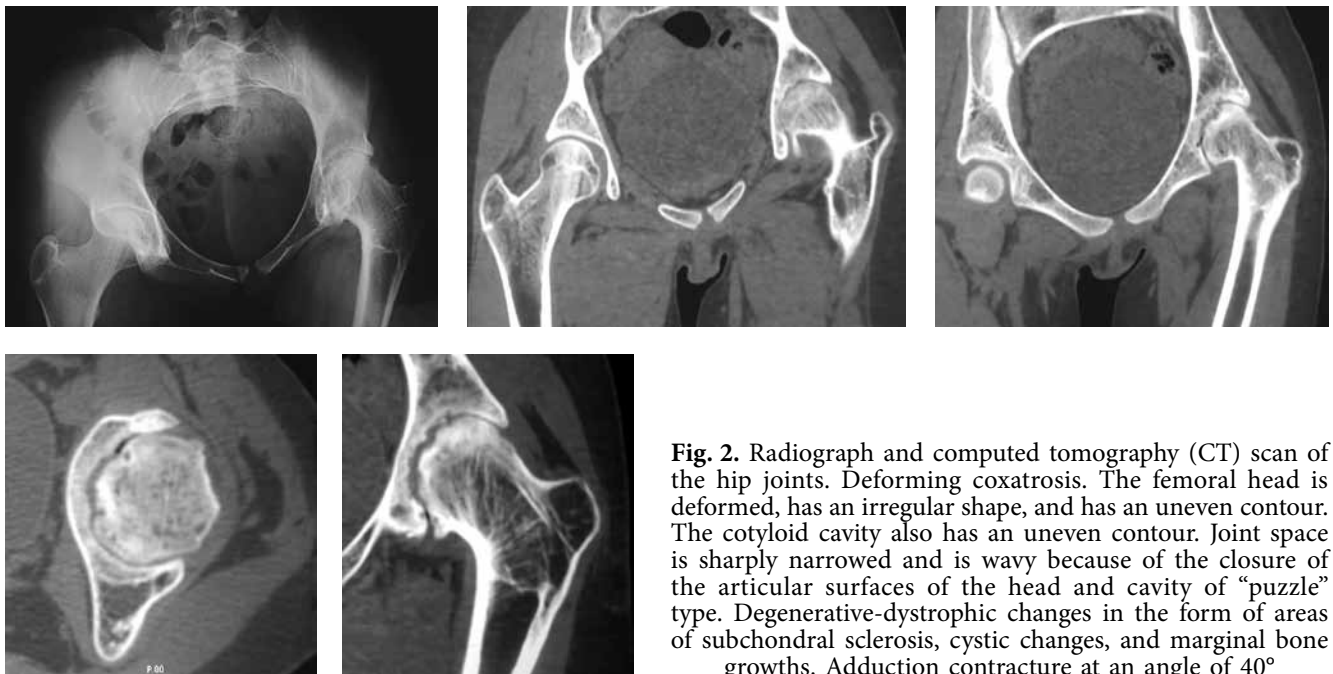 Fig. 2. Radiograph and computed tomography (CT) scan of
the hip joints. Deforming coxatrosis. The femoral head is
deformed, has an irregular shape, and has an uneven contour.
The cotyloid cavity also has an uneven contour. Joint space
is sharply narrowed and is wavy because of the closure of
the articular surfaces of the head and cavity of “puzzle”
type. Degenerative-dystrophic changes in the form of areas
of subchondral sclerosis, cystic changes, and marginal bone
growths. Adduction contracture at an angle of 40°
P.00